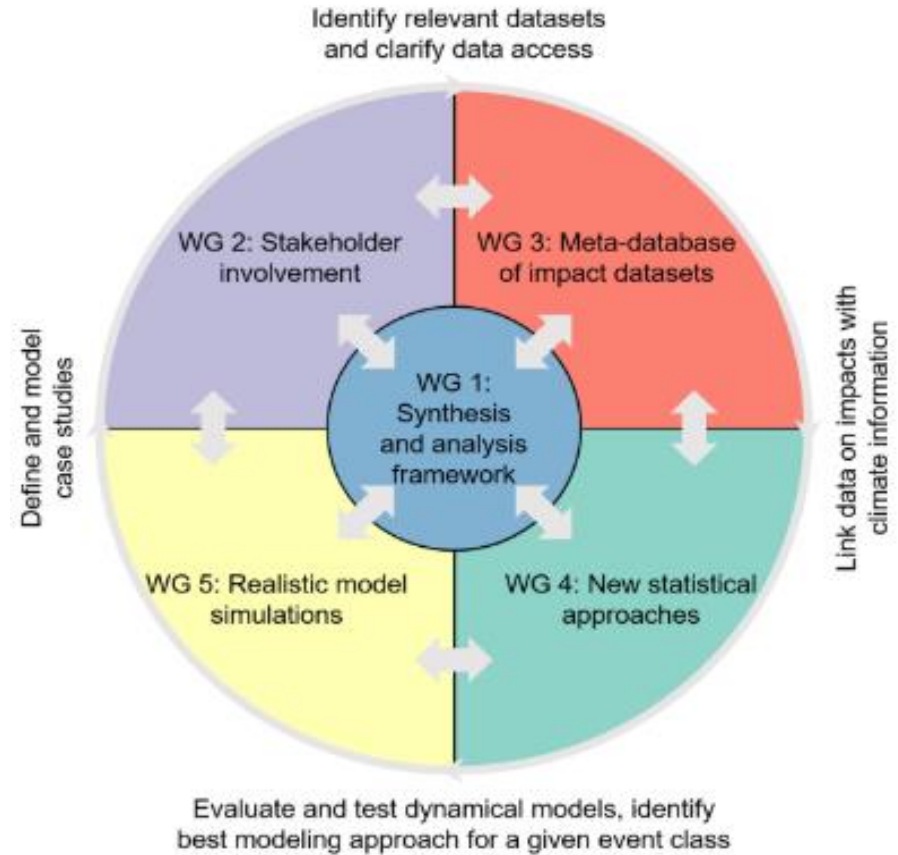 Identify relevant datasets
and clarify data access
WG 2: Stakeholder
involvement
WG 3: Meta-database
of impact datasets
Define and model
case studies
WG 1:
Synthesis
and analysis
framework
Link data on impacts with
climate information
WG 5: Realistic model
simulations
WG 4: New statistical
approaches
Evaluate and test dynamical models, identify
best modeling approach for a given event class